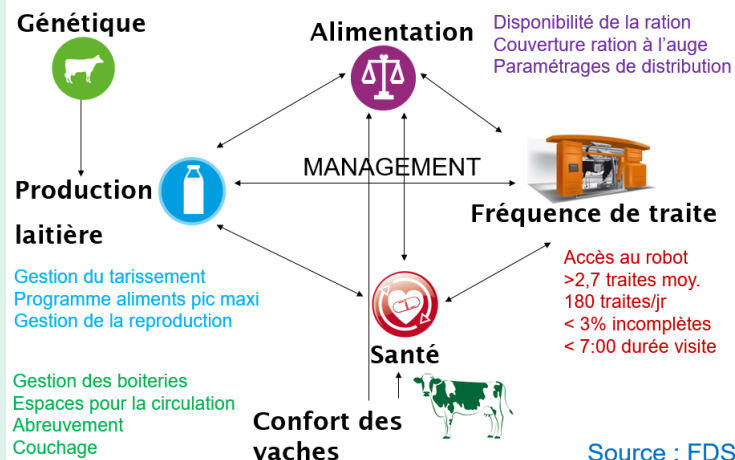 Génétique
Alimentation
Disponibilité de la ration
Couverture ration à l'auge
Paramétrages de distribution
MANAGEMENT
Production
laitière
Fréquence de traite
Gestion du tarissement
Programme aliments pic maxi
Gestion de la reproduction
Accès au robot
>2,7 traites moy.
180 traites/jr
< 3% incomplètes
< 7:00 durée visite
Santé
Gestion des boiteries
Espaces pour la circulation
Abreuvement
Couchage
Confort des
vaches
Source : FDS